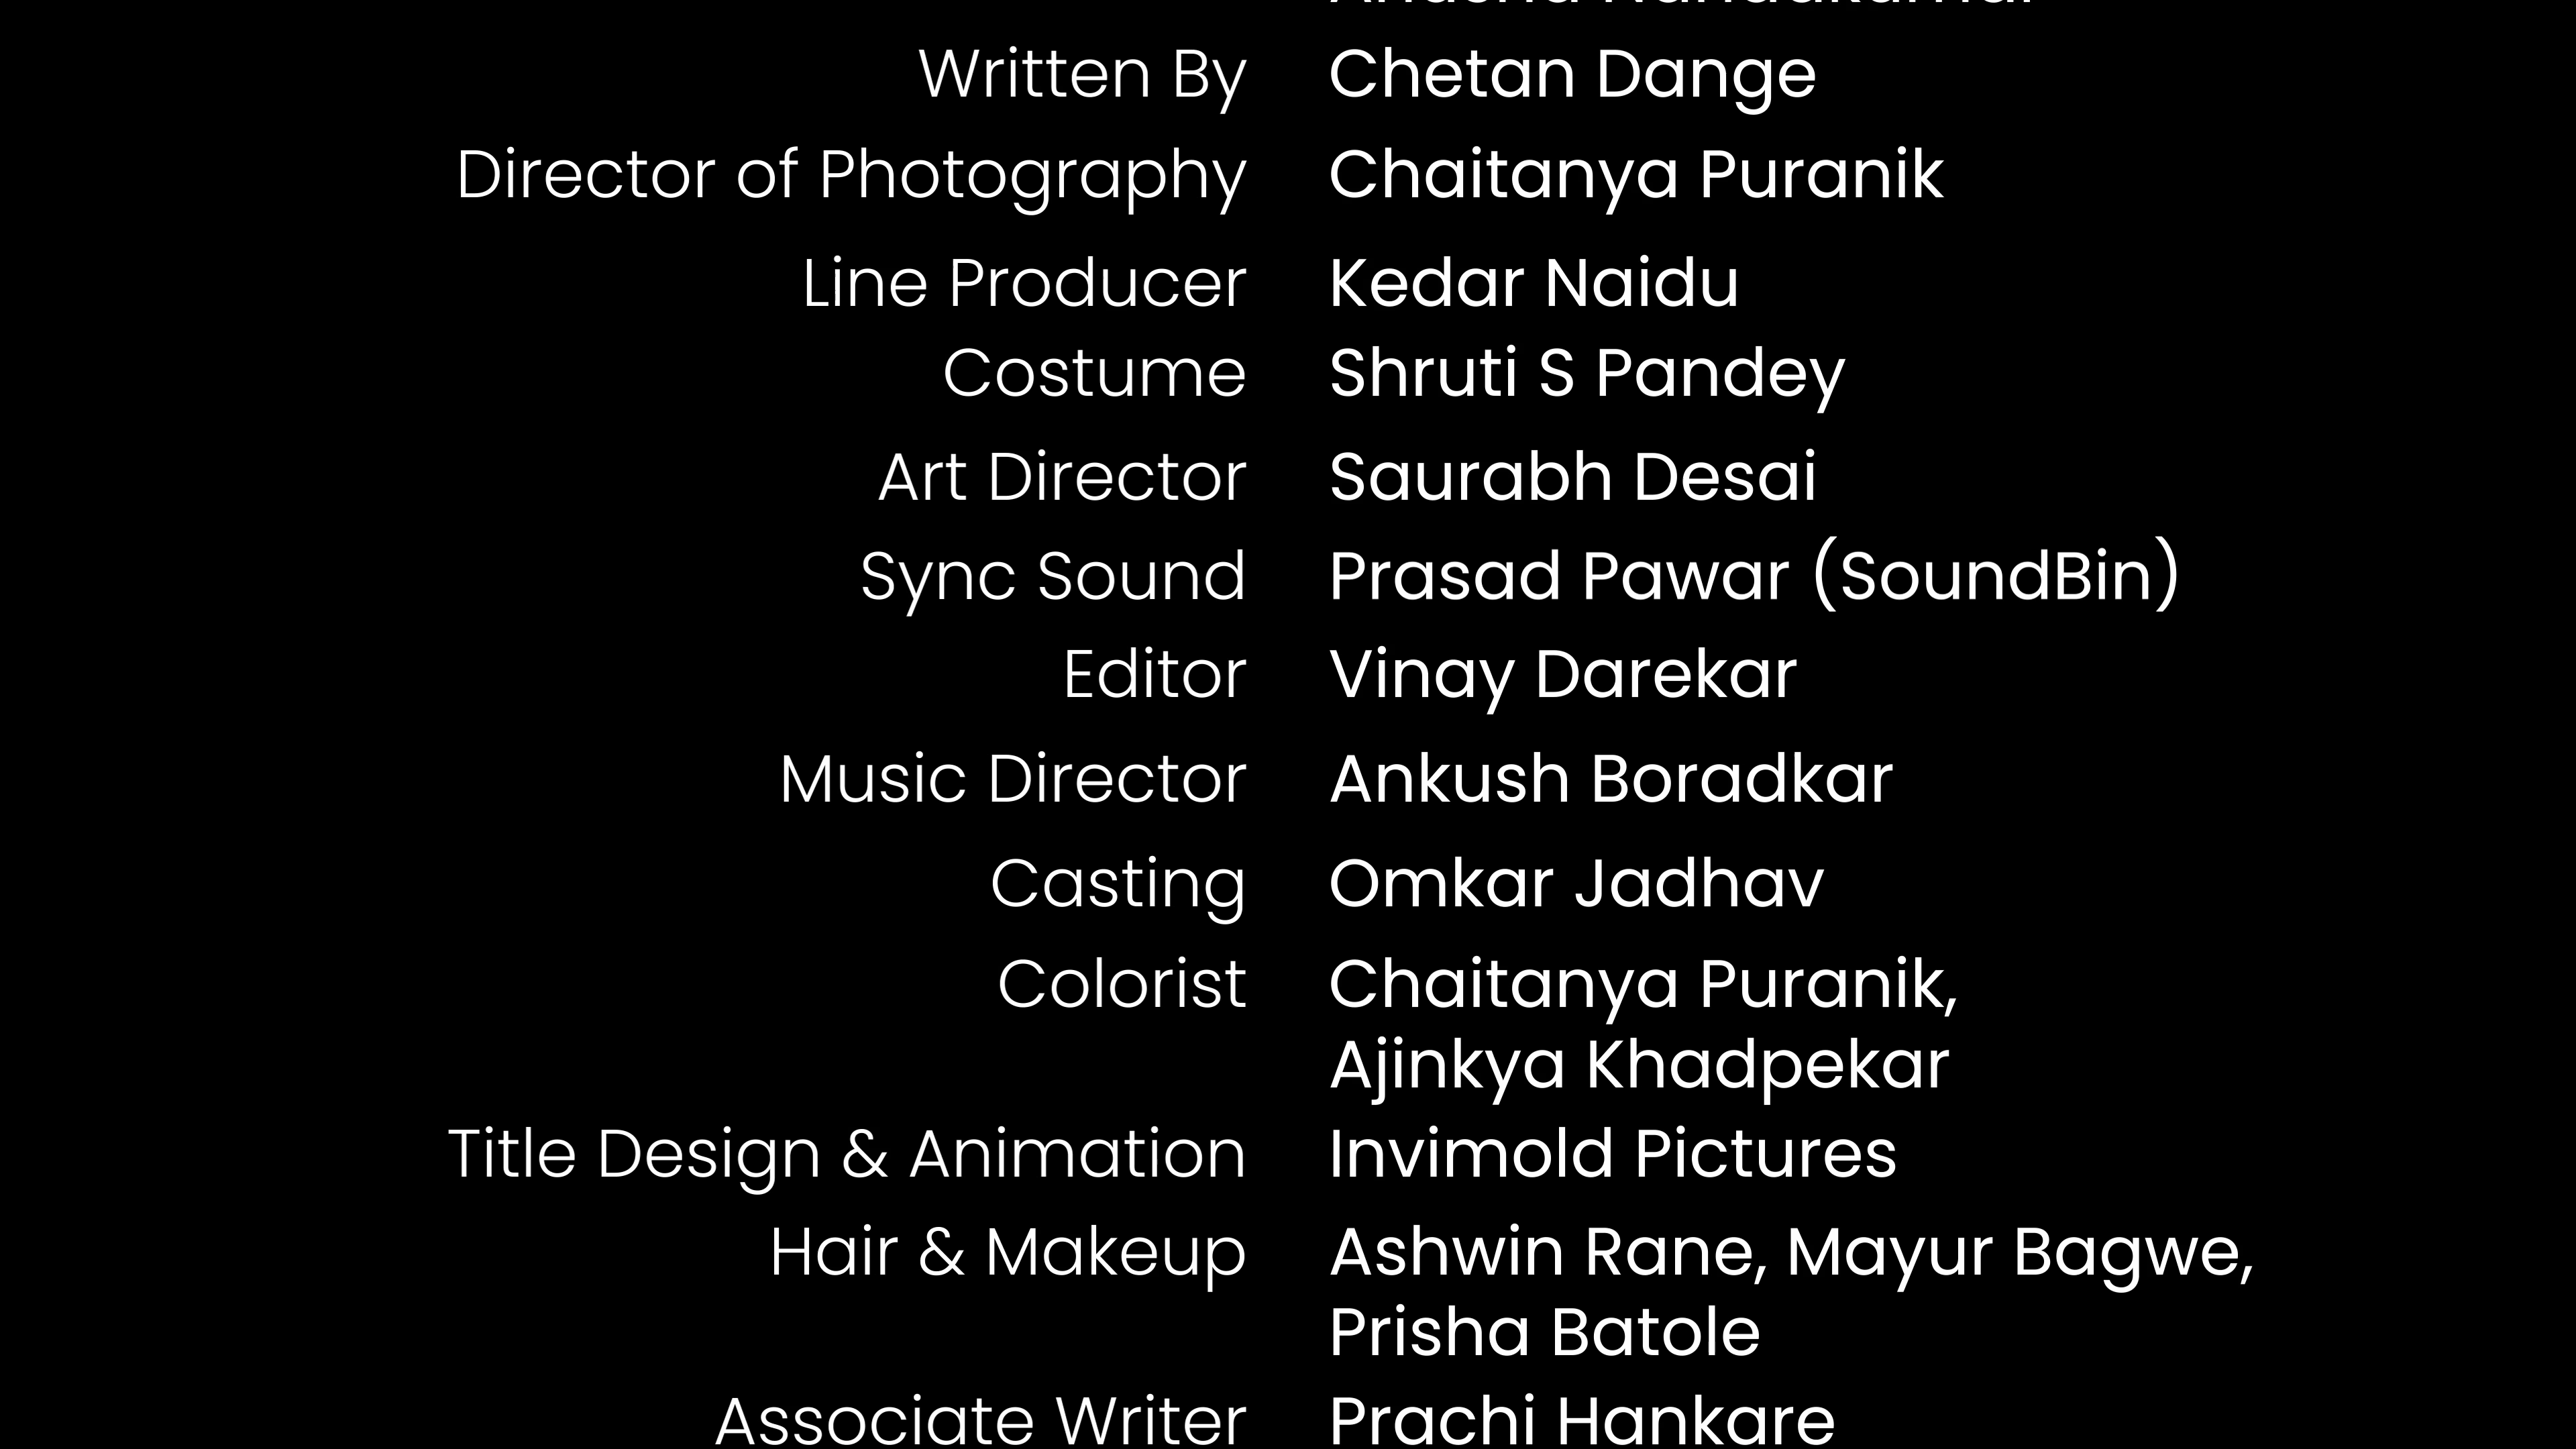 Written By Chetan Dange
Director of Photography Chaitanya Puranik
Line Producer Kedar Naidu
Costume Shruti S Pandey
Art Director Saurabh Desai
Sync Sound Prasad Pawar (SoundBin)
Editor Vinay Darekar
Music Director Ankush Boradkar
Casting Omkar Jadhav
Colorist Chaitanya Puranik,
Ajinkya Khadpekar
Title Design & Animation Invimold Pictures
Hair & Makeup Ashwin Rane, Mayur Bagwe,
Prisha Batole
Associate Writer Prachi Hankare